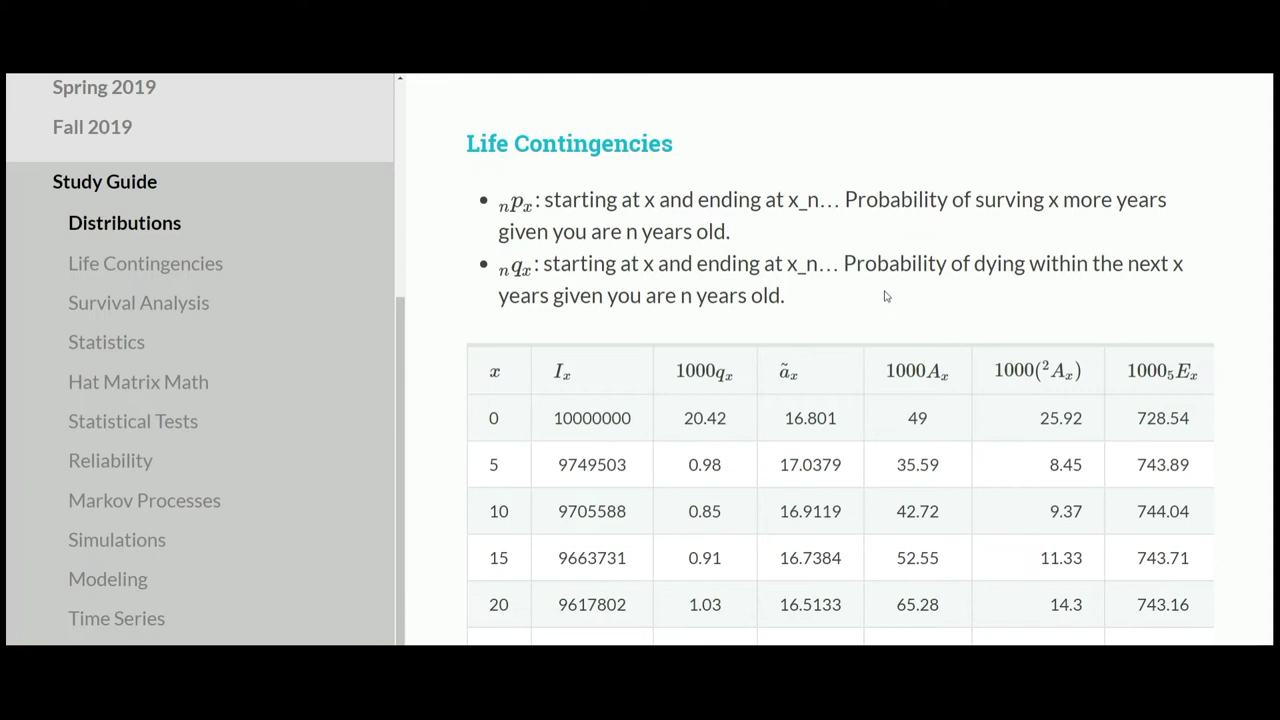 Spring 2019
Fall 2019
Study Guide
Distributions
Life Contingencies
Survival Analysis
Statistics
Hat Matrix Math
Statistical Tests
Reliability
Markov Processes
Simulations
Modeling
Time Series
Life Contingencies
• ₙpₓ: starting at x and ending at x_n… Probability of surving x more years
given you are n years old.
• ₙqₓ: starting at x and ending at x_n… Probability of dying within the next x
years given you are n years old.
x Iₓ 1000qₓ ãₓ 1000Aₓ 1000(²Aₓ) 1000₅Eₓ
0 10000000 20.42 16.801 49 25.92 728.54
5 9749503 0.98 17.0379 35.59 8.45 743.89
10 9705588 0.85 16.9119 42.72 9.37 744.04
15 9663731 0.91 16.7384 52.55 11.33 743.71
20 9617802 1.03 16.5133 65.28 14.3 743.16